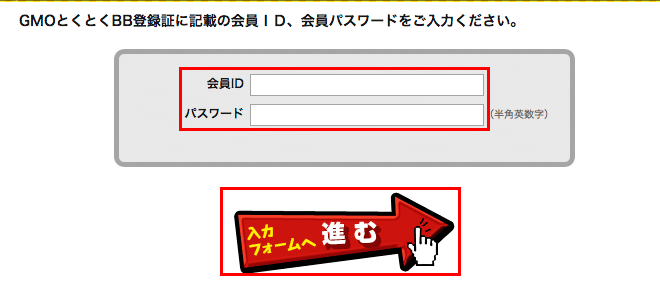 GMOとくとくBB登録証に記載の会員ＩＤ、会員パスワードをご入力ください。
会員ID
パスワード (半角英数字)
入力
フォームへ 進む